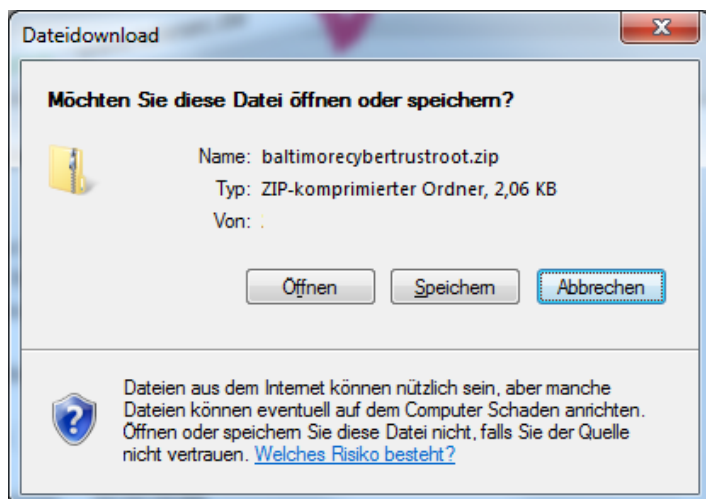 Dateidownload
Möchten Sie diese Datei öffnen oder speichern?
Name: baltimorecybertrustroot.zip
Typ: ZIP-komprimierter Ordner, 2,06 KB
Von:
Öffnen Speichern Abbrechen
Dateien aus dem Internet können nützlich sein, aber manche
Dateien können eventuell auf dem Computer Schaden anrichten.
Öffnen oder speichern Sie diese Datei nicht, falls Sie der Quelle
nicht vertrauen. Welches Risiko besteht?